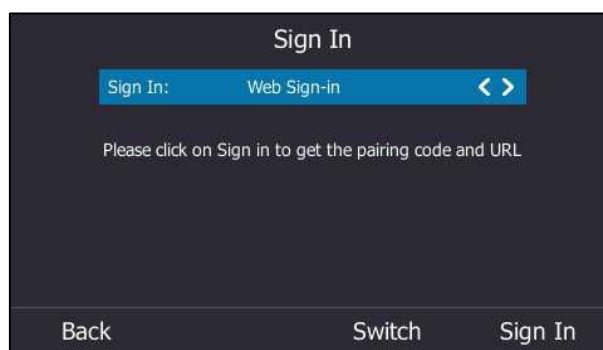 Sign In
Sign In: Web Sign-in
Please click on Sign in to get the pairing code and URL
Back Switch Sign In